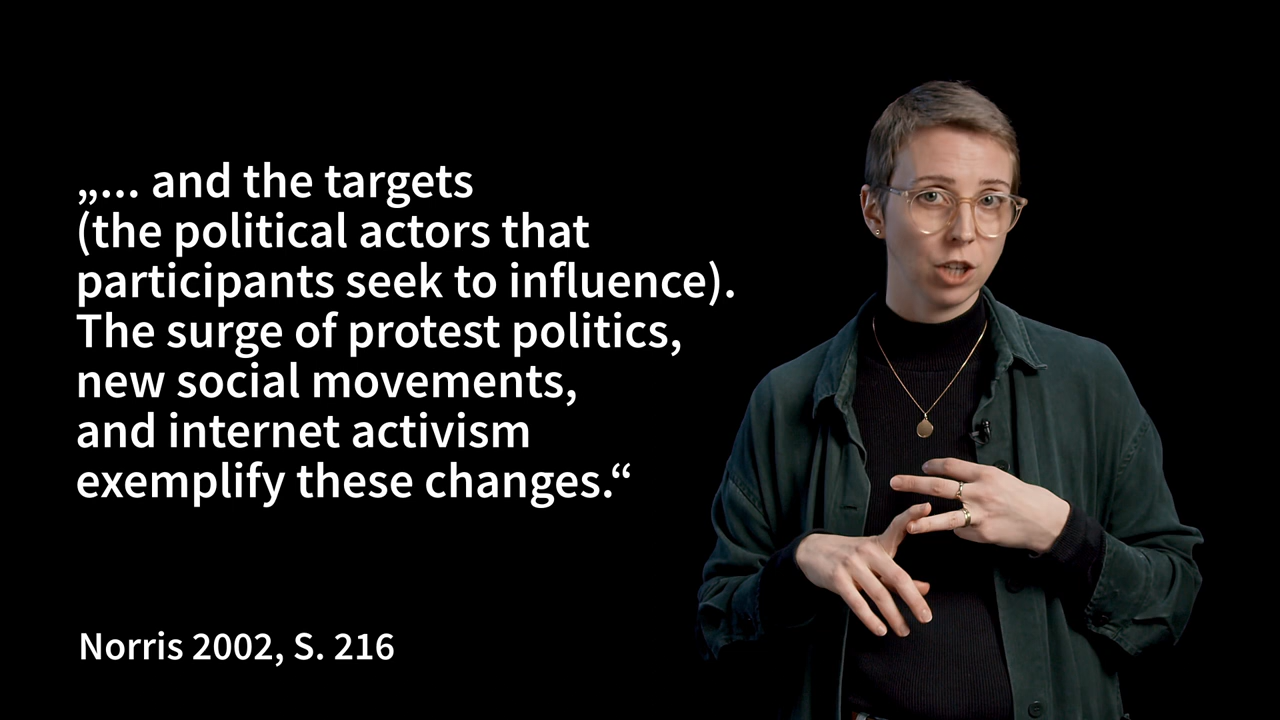 „... and the targets
(the political actors that
participants seek to influence).
The surge of protest politics,
new social movements,
and internet activism
exemplify these changes.“
Norris 2002, S. 216